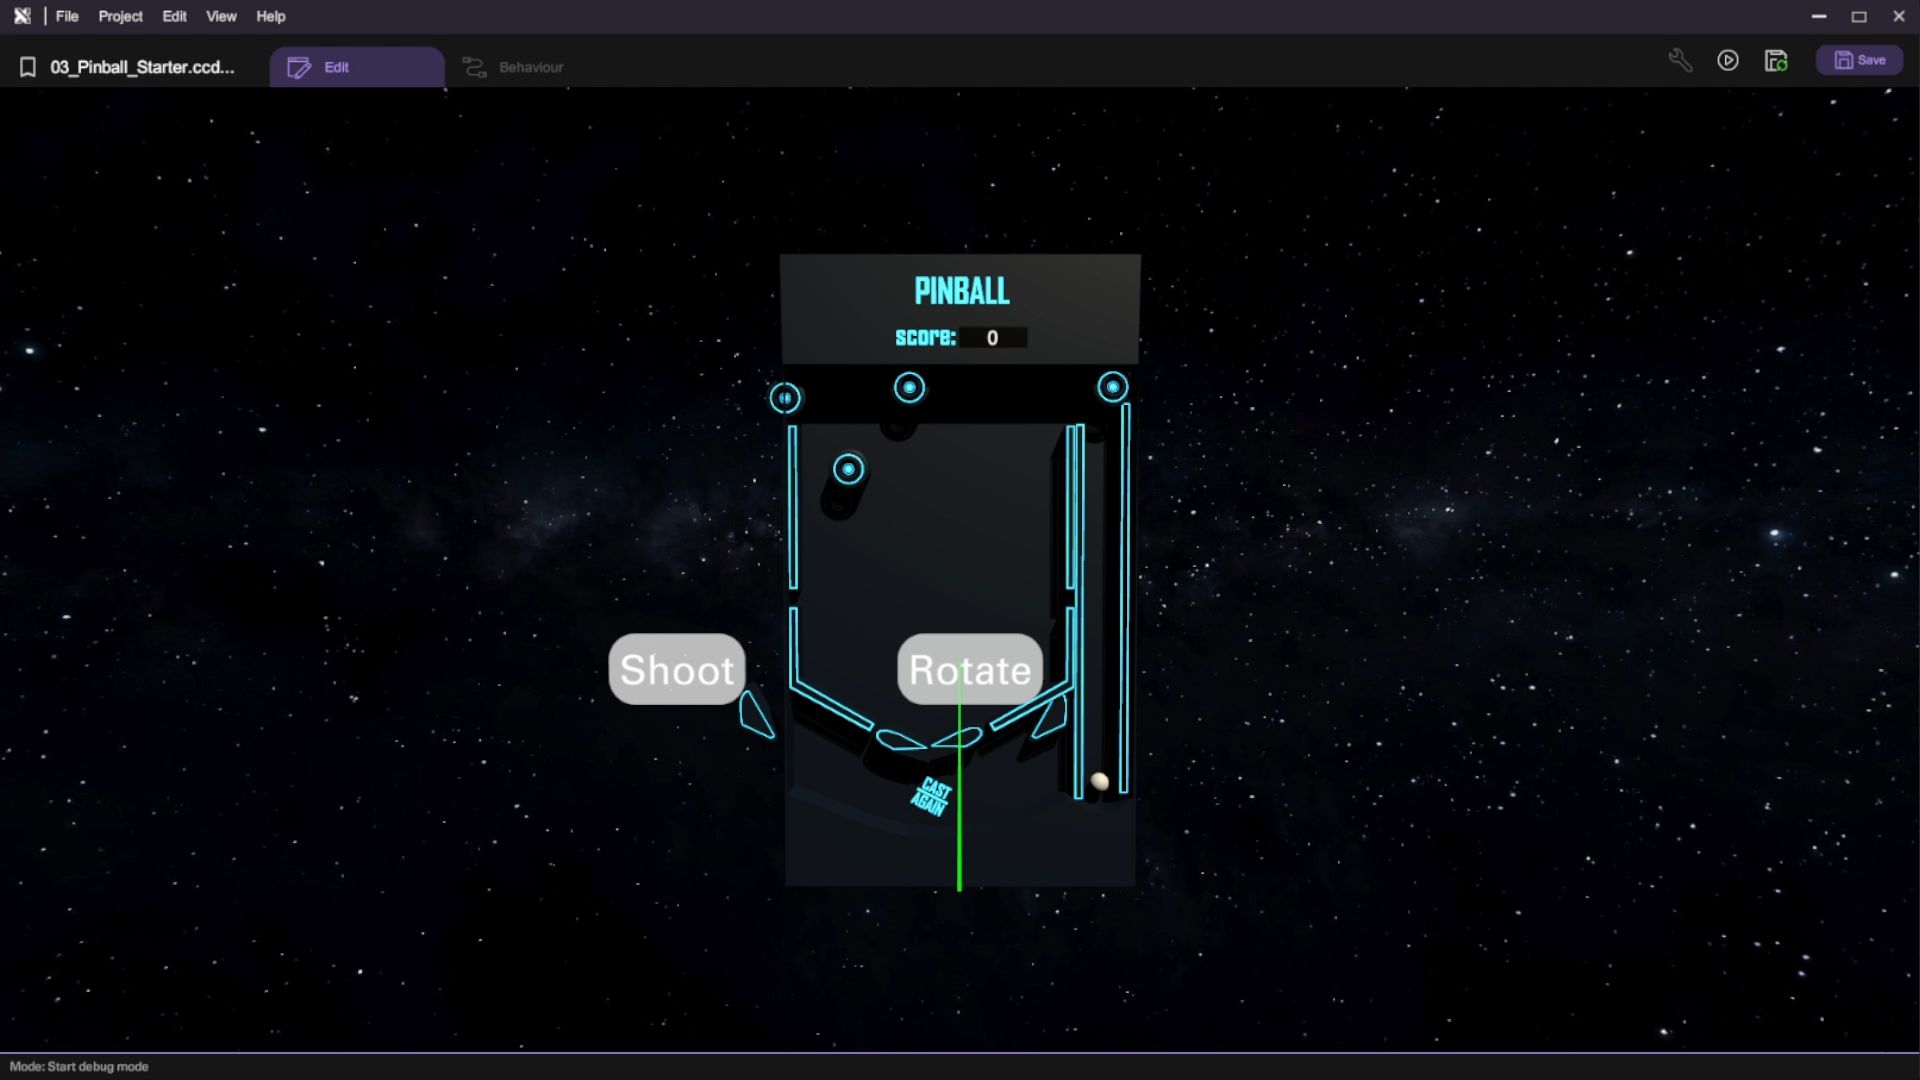 File Project Edit View Help
03_Pinball_Starter.ccd... Edit Behaviour Save
PINBALL
score: 0
Shoot Rotate
CAST
AGAIN
Mode: Start debug mode